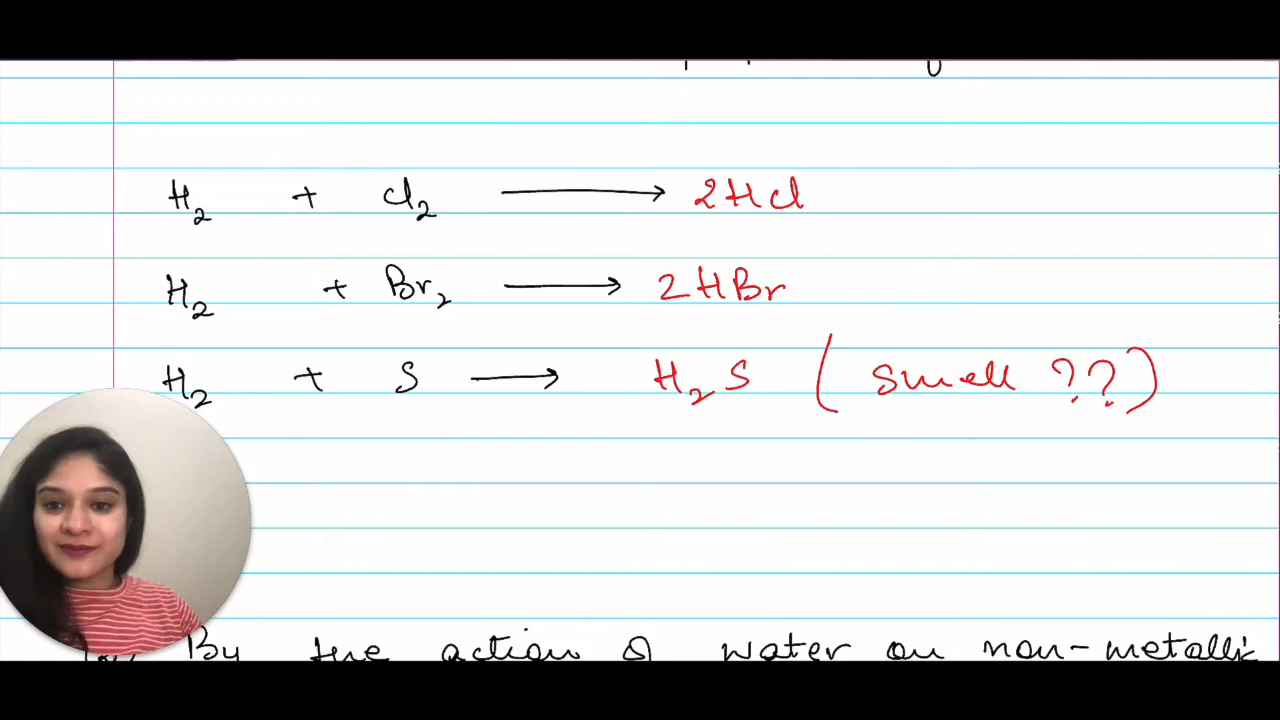 H₂ + Cl₂ ⟶ 2HCl
H₂ + Br₂ ⟶ 2HBr
H₂ + S ⟶ H₂S (Smell ??)
By the action of water on non-metallic